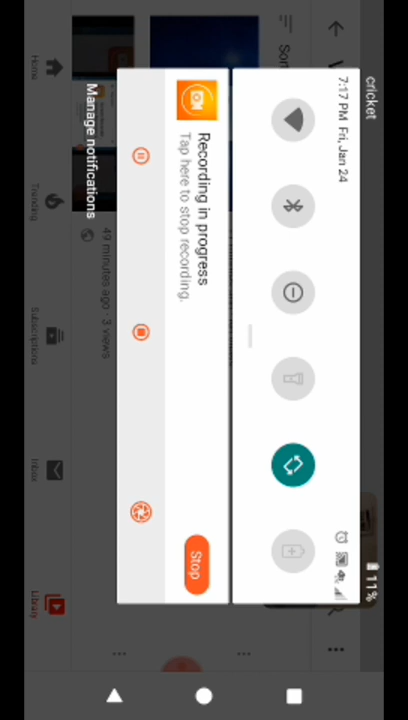 cricket
11%
7:17 PM Fri, Jan 24
Recording in progress
Tap here to stop recording.
Stop
Manage notifications
49 minutes ago · 3 views
Home
Trending
Subscriptions
Inbox
Library